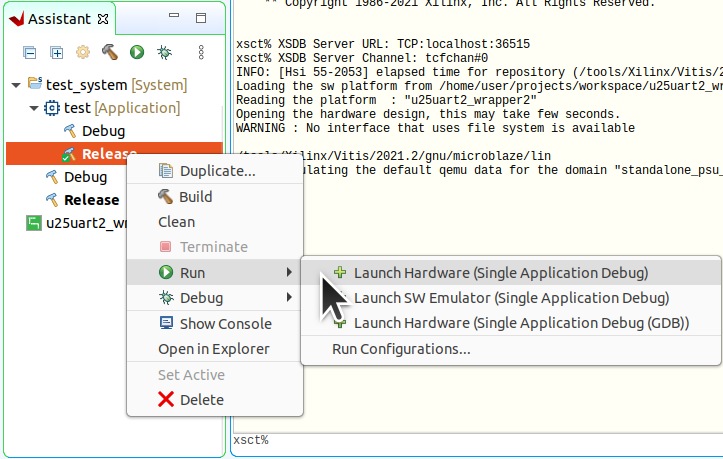 Assistant
test_system [System]
test [Application]
Debug
Release
Debug
Release
u25uart2_wr
** Copyright 1986-2021 Xilinx, Inc. All Rights Reserved.
xsct% XSDB Server URL: TCP:localhost:36515
xsct% XSDB Server Channel: tcfchan#0
INFO: [Hsi 55-2053] elapsed time for repository (/tools/Xilinx/Vitis/2
Loading the sw platform from /home/user/projects/workspace/u25uart2_wr
Reading the platform : "u25uart2_wrapper2"
Opening the hardware design, this may take few seconds.
WARNING : No interface that uses file system is available
/tools/Xilinx/Vitis/2021.2/gnu/microblaze/lin
ulating the default qemu data for the domain "standalone_psu_
Duplicate...
Build
Clean
Terminate
Run
Debug
Show Console
Open in Explorer
Set Active
Delete
Launch Hardware (Single Application Debug)
Launch SW Emulator (Single Application Debug)
Launch Hardware (Single Application Debug (GDB))
Run Configurations...
xsct%